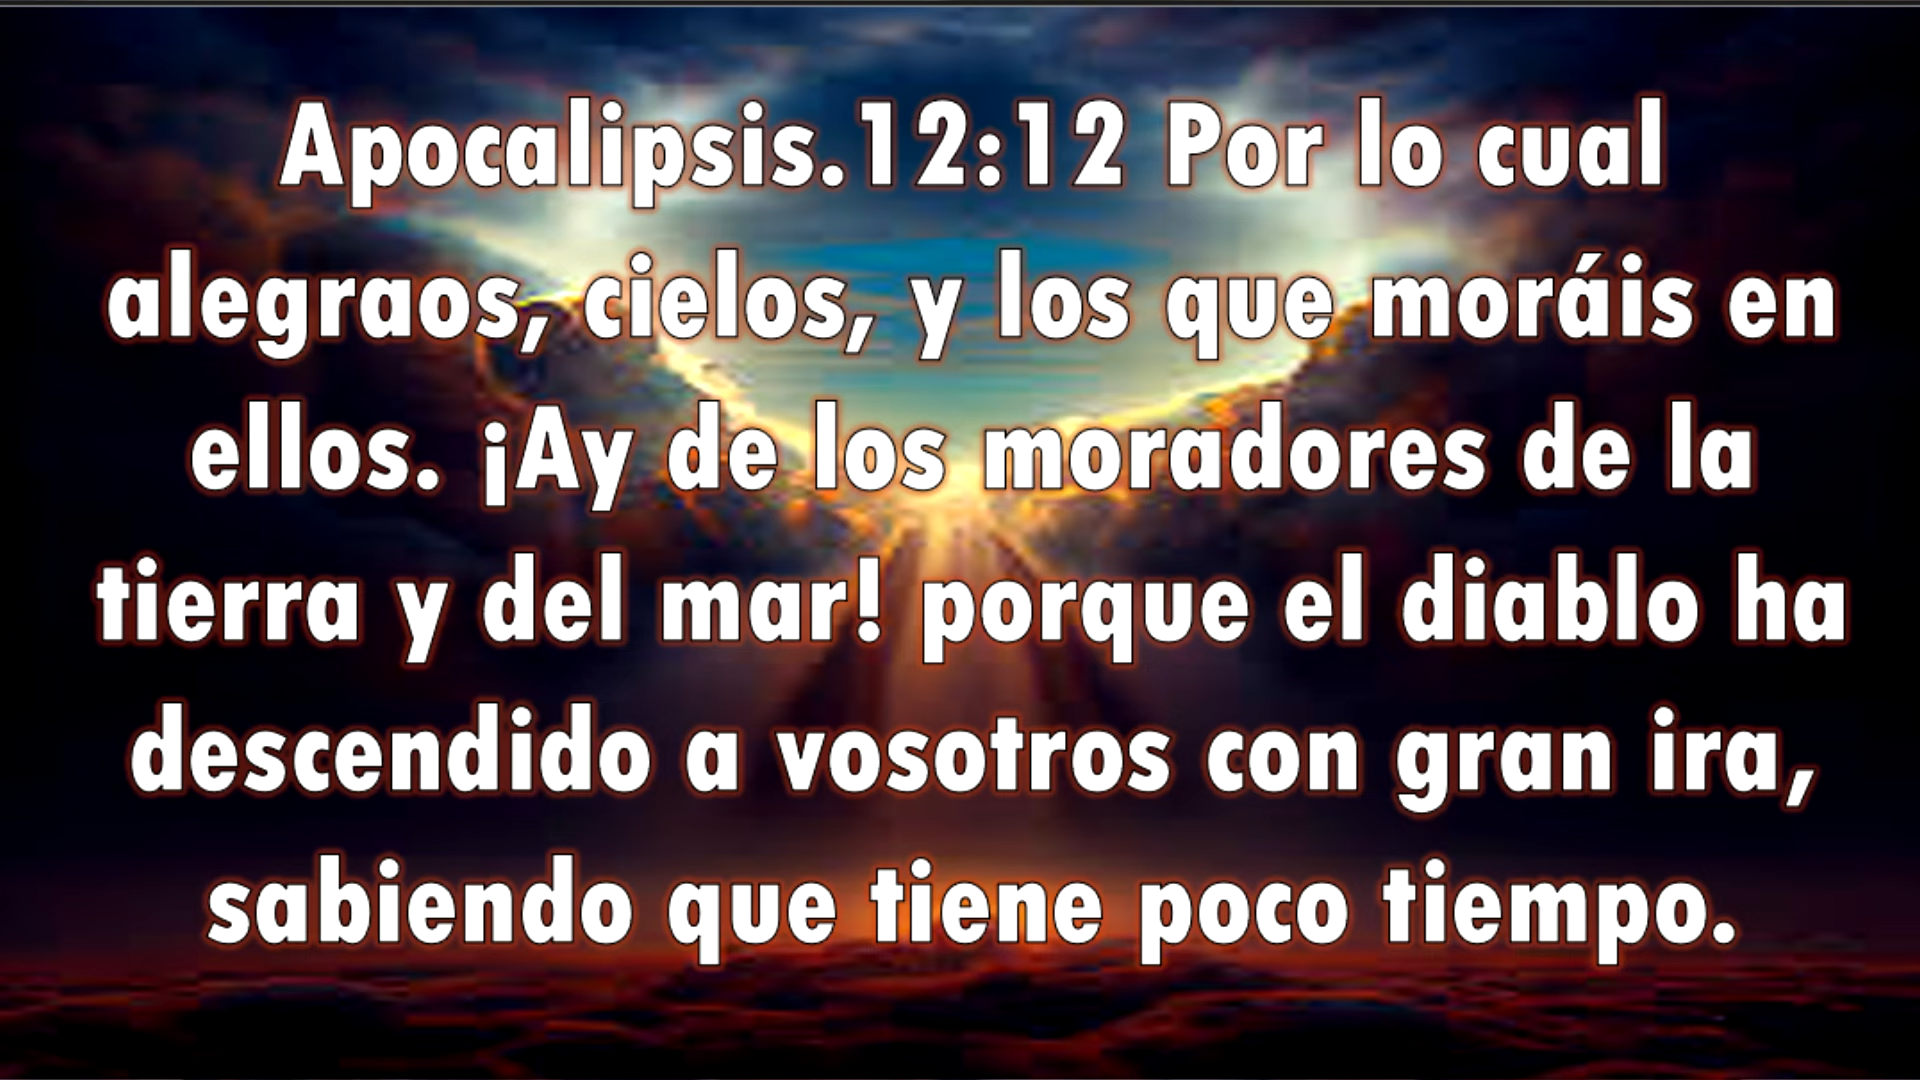 Apocalipsis.12:12 Por lo cual
alegraos, cielos, y los que moráis en
ellos. ¡Ay de los moradores de la
tierra y del mar! porque el diablo ha
descendido a vosotros con gran ira,
sabiendo que tiene poco tiempo.